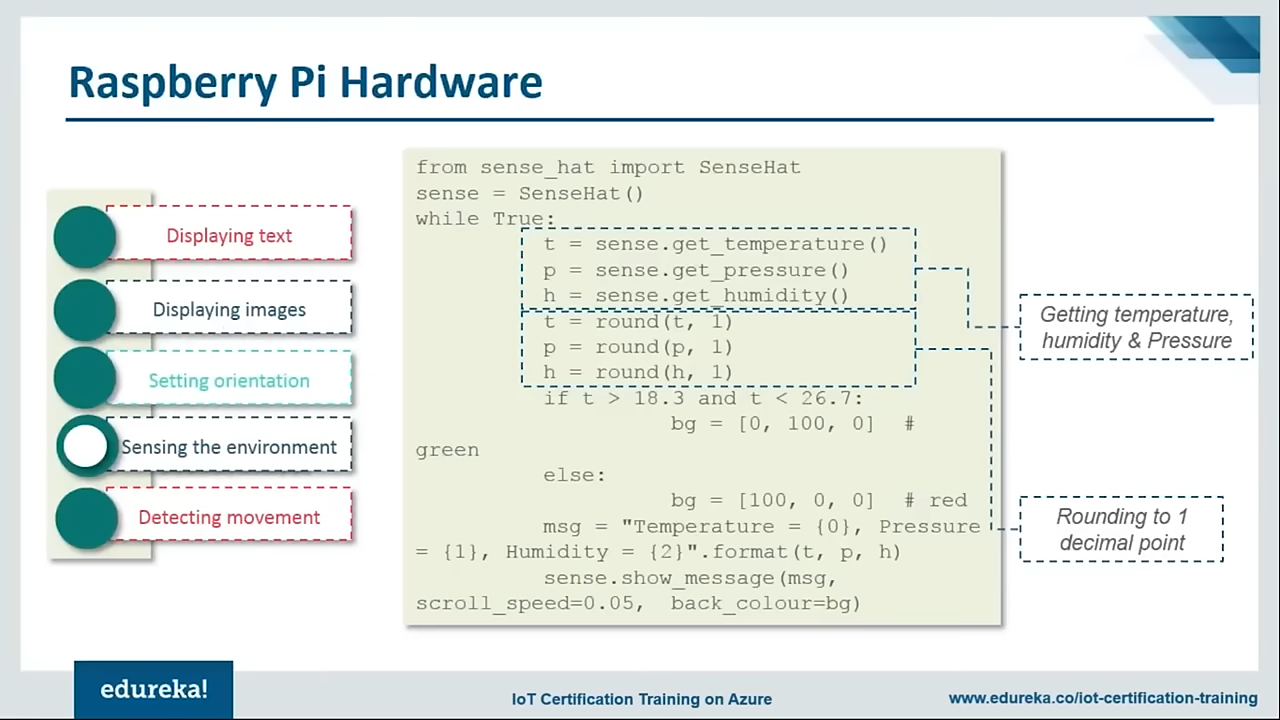 Raspberry Pi Hardware
Displaying text
Displaying images
Setting orientation
Sensing the environment
Detecting movement
from sense_hat import SenseHat
sense = SenseHat()
while True:
t = sense.get_temperature()
p = sense.get_pressure()
h = sense.get_humidity()
t = round(t, 1)
p = round(p, 1)
h = round(h, 1)
if t > 18.3 and t < 26.7:
bg = [0, 100, 0]  #
green
else:
bg = [100, 0, 0]  # red
msg = "Temperature = {0}, Pressure
= {1}, Humidity = {2}".format(t, p, h)
sense.show_message(msg,
scroll_speed=0.05,  back_colour=bg)
Getting temperature,
humidity & Pressure
Rounding to 1
decimal point
edureka!
IoT Certification Training on Azure
www.edureka.co/iot-certification-training